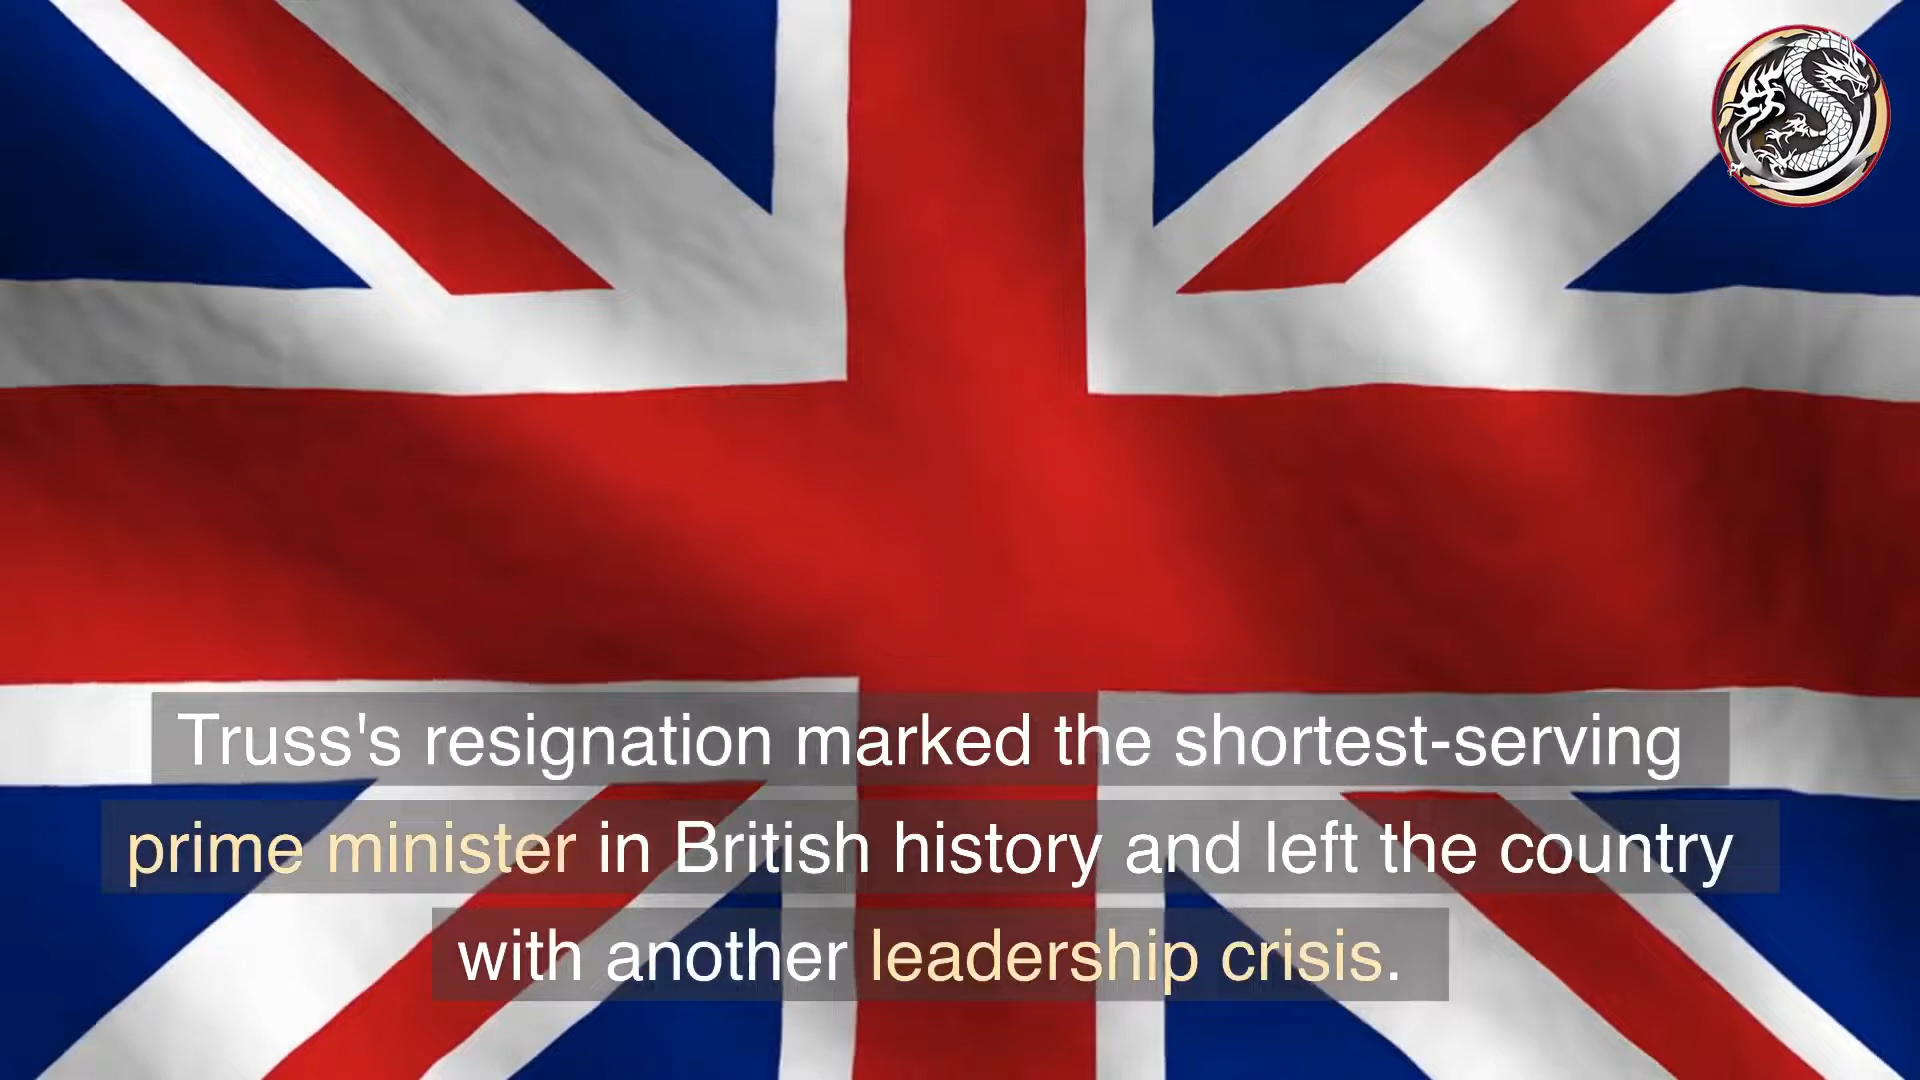 Truss's resignation marked the shortest-serving
prime minister in British history and left the country
with another leadership crisis.